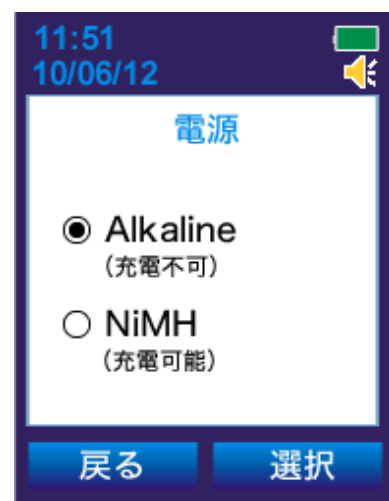 11:51
10/06/12
電源
Alkaline
（充電不可）
NiMH
（充電可能）
戻る
選択